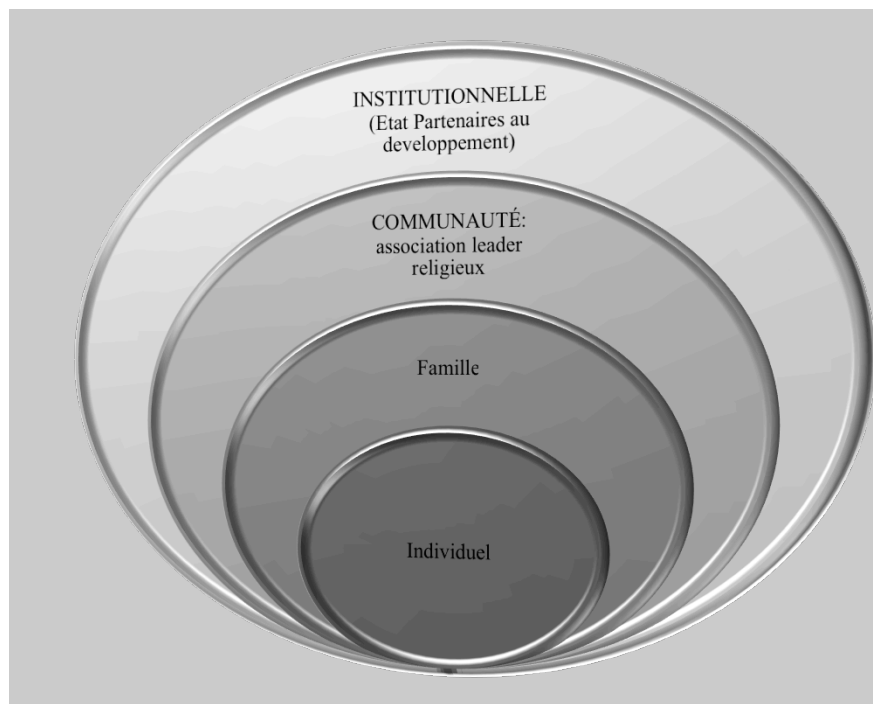 INSTITUTIONNELLE
(Etat Partenaires au
developpement)
COMMUNAUTÉ:
association leader
religieux
Famille
Individuel